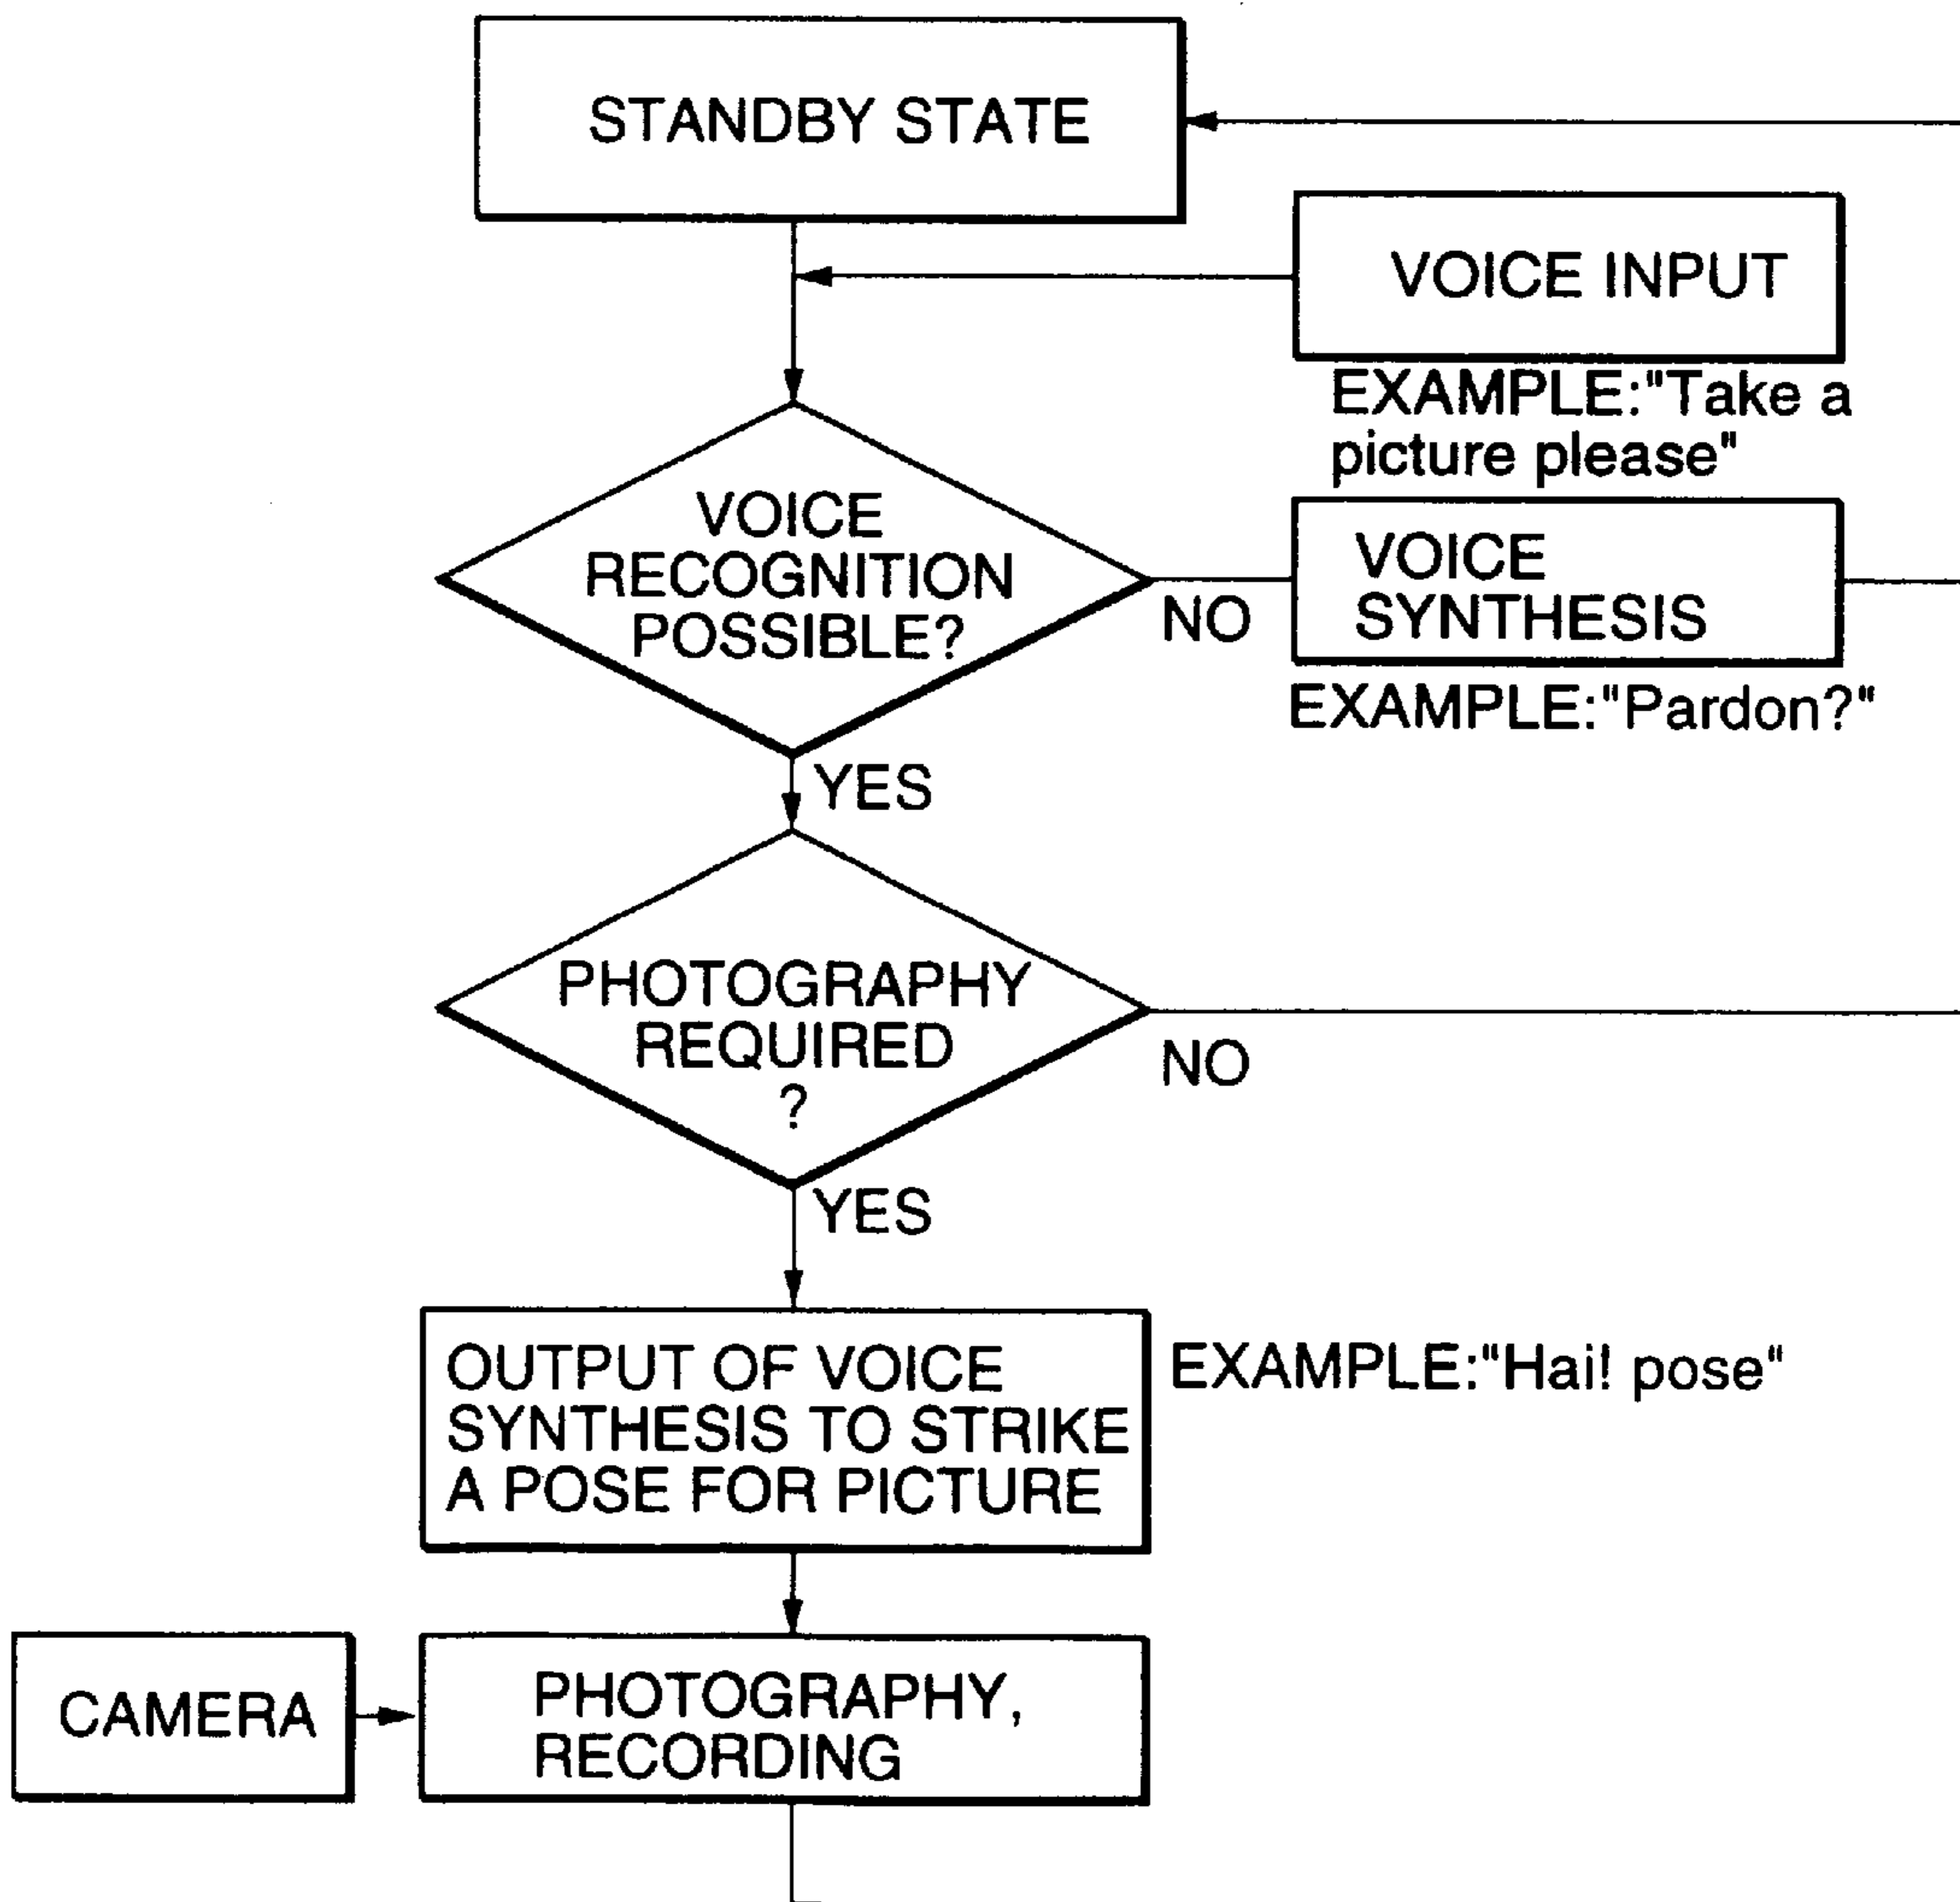 STANDBY STATE
VOICE INPUT
EXAMPLE:"Take a
picture please"
VOICE
RECOGNITION
POSSIBLE?
NO
VOICE
SYNTHESIS
EXAMPLE:"Pardon?"
YES
PHOTOGRAPHY
REQUIRED
?
NO
YES
OUTPUT OF VOICE
SYNTHESIS TO STRIKE
A POSE FOR PICTURE
EXAMPLE:"Hai! pose"
CAMERA
PHOTOGRAPHY,
RECORDING